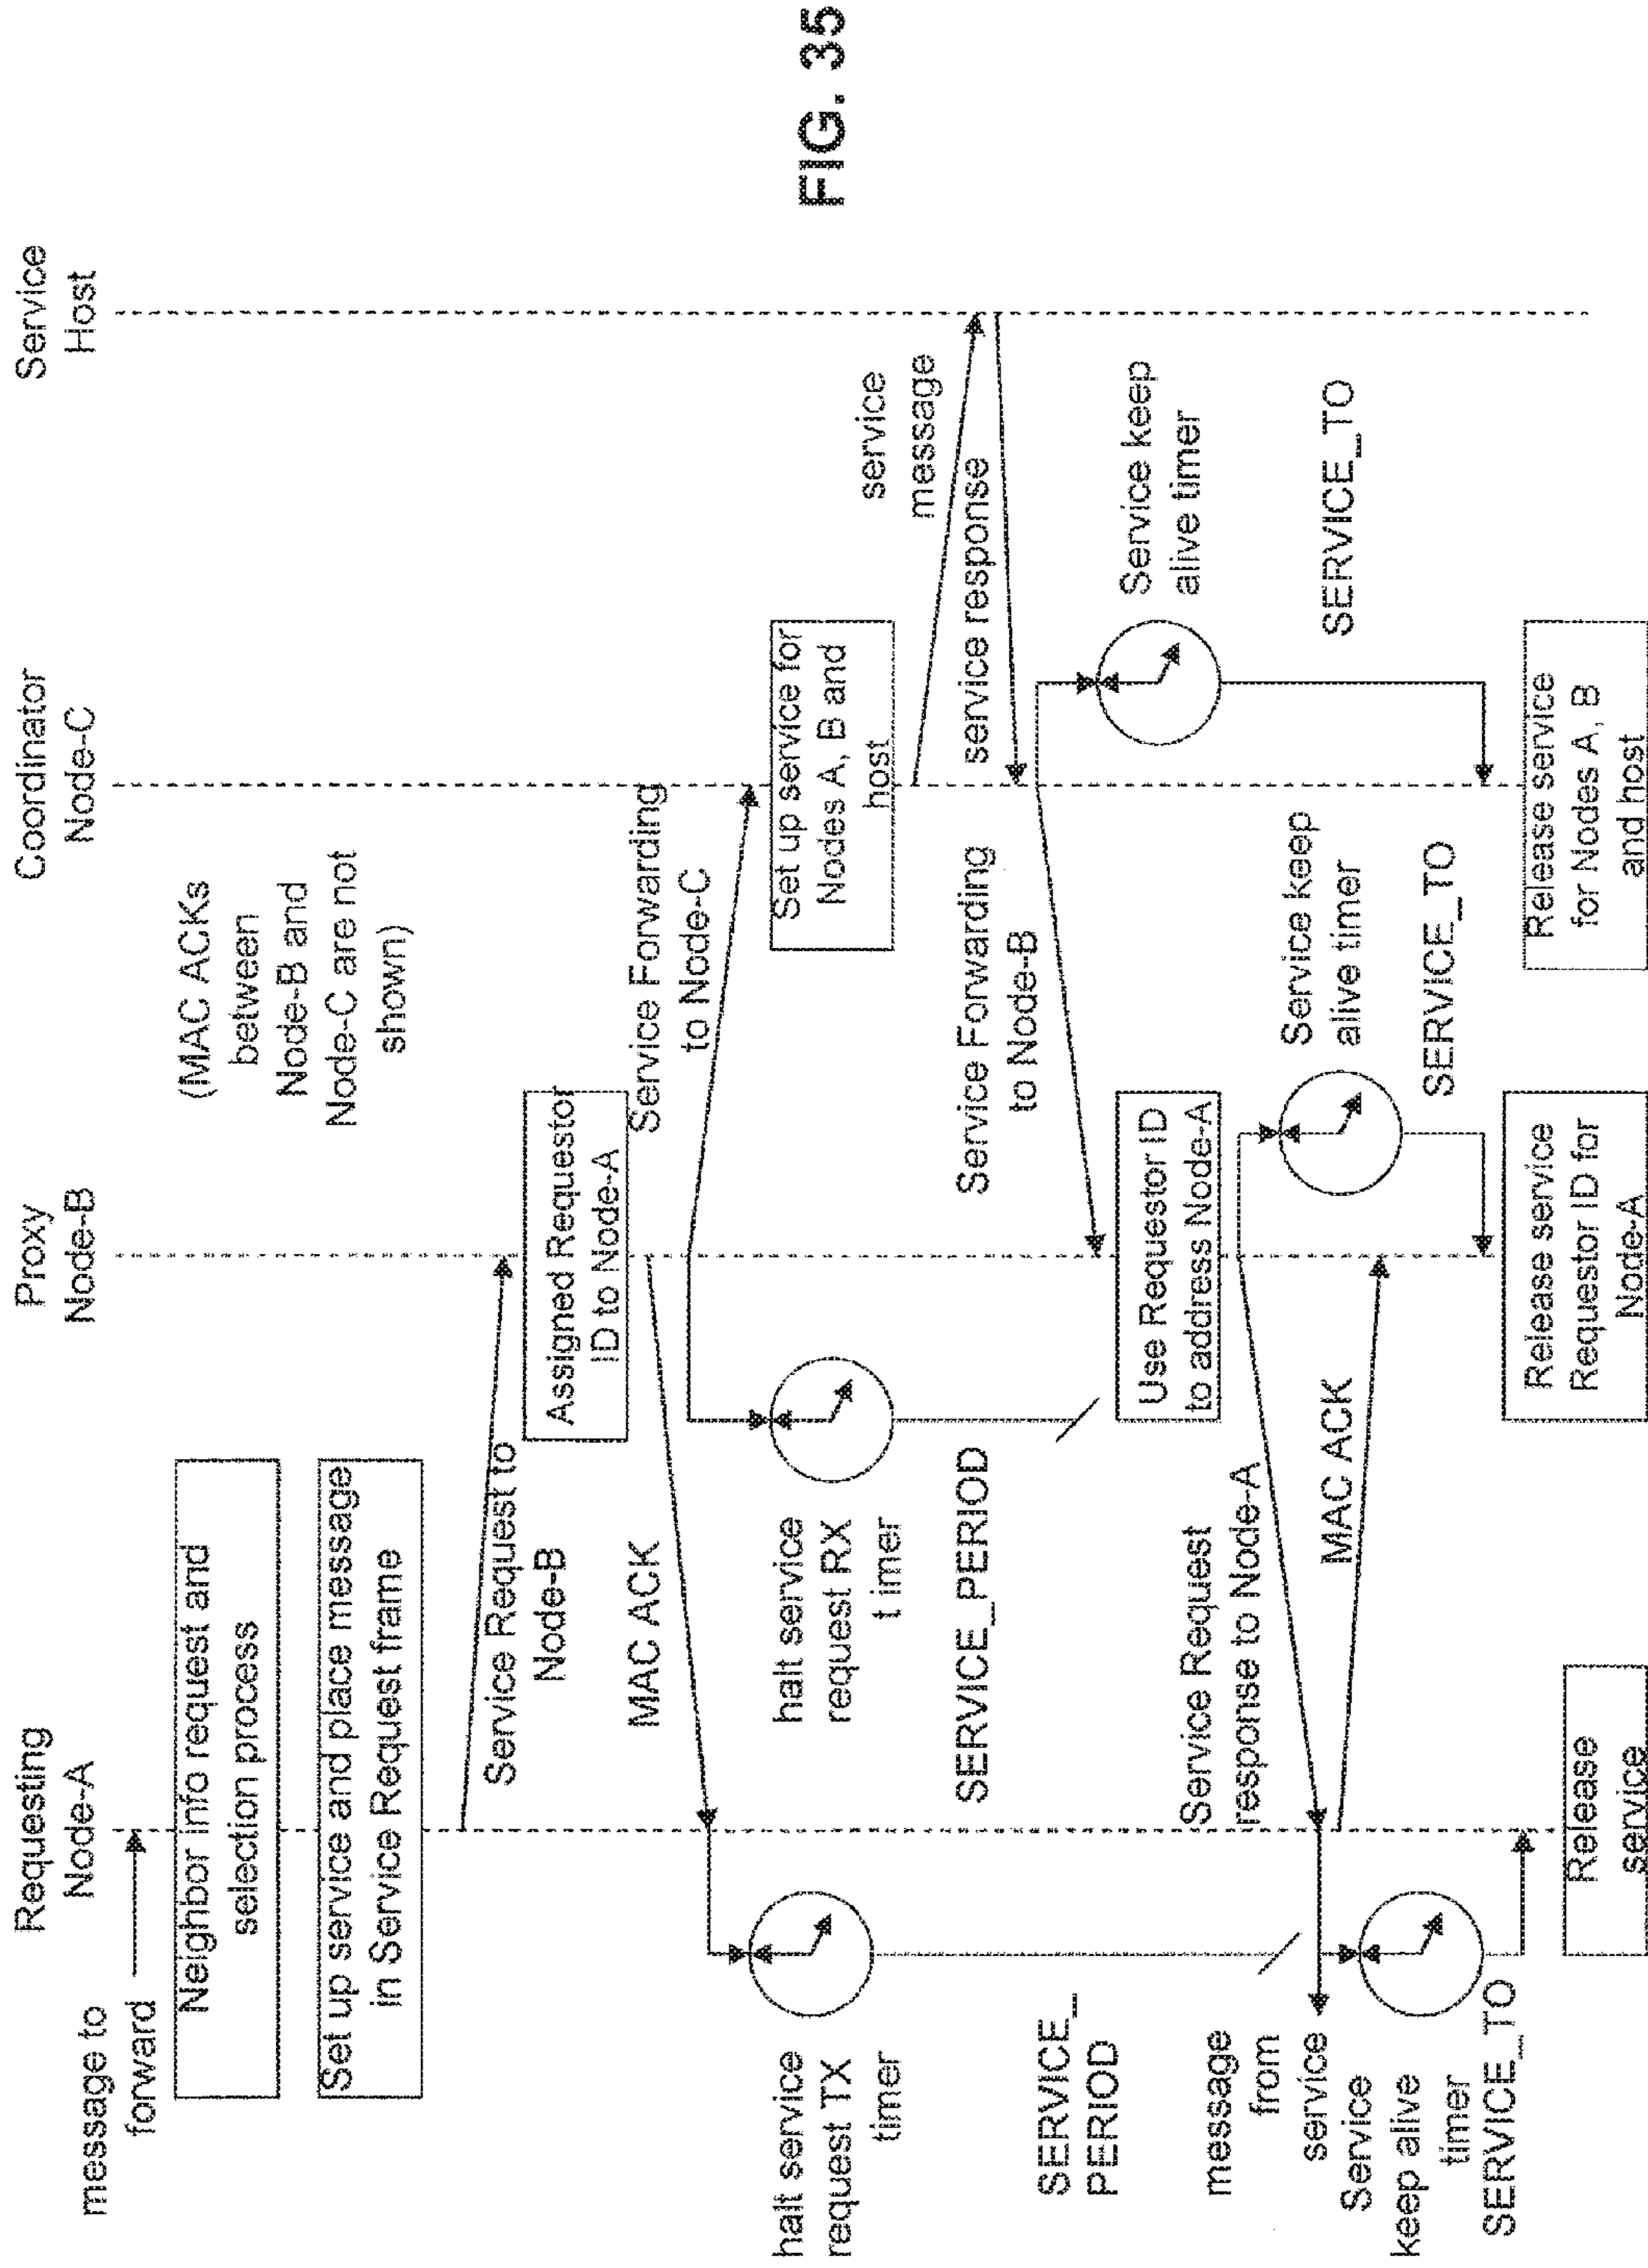 Requesting
Node-A
Proxy
Node-B
Coordinator
Node-C
Service
Host
message to
forward
Neighbor info request and
selection process
(MAC ACKs
between
Node-B and
Node-C are not
shown)
Set up service and place message
in Service Request frame
Service Request to
Node-B
Assigned Requestor
ID to Node-A
MAC ACK
Service Forwarding
to Node-C
halt service
request TX
timer
halt service
request RX
t imer
Set up service for
Nodes A, B and
host
service
message
service response
SERVICE_PERIOD
Service Forwarding
to Node-B
SERVICE_
PERIOD
Service keep
alive timer
Use Requestor ID
to address Node-A
message
from
service
Service Request
response to Node-A
MAC ACK
Service keep
alive timer
SERVICE_TO
Service
keep alive
timer
SERVICE_TO
SERVICE_TO
Release
service
Release service
Requestor ID for
Node-A
Release service
for Nodes A, B
and host
FIG. 35